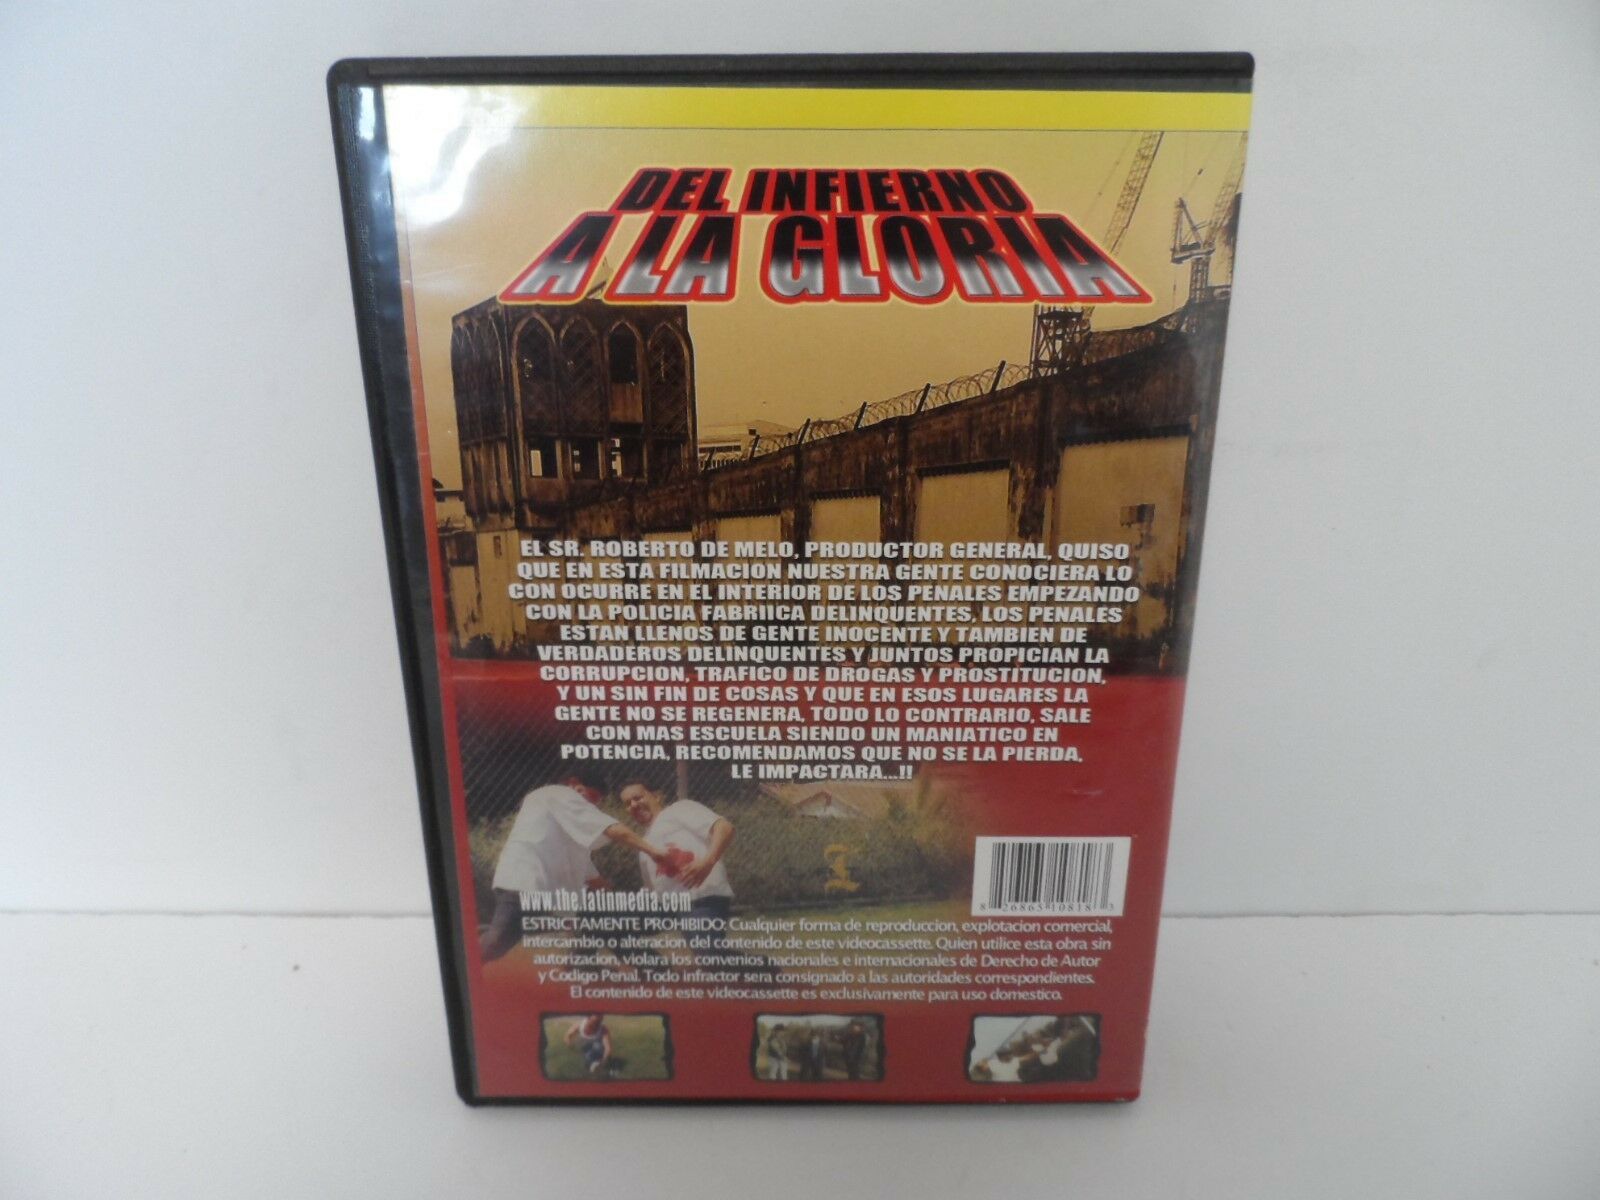 DEL INFIERNO
A LA GLORIA
EL SR. ROBERTO DE MELO, PRODUCTOR GENERAL, QUISO
QUE EN ESTA FILMACION NUESTRA GENTE CONOCIERA LO
CON OCURRE EN EL INTERIOR DE LOS PENALES EMPEZANDO
CON LA POLICIA FABRIICA DELINQUENTES, LOS PENALES
ESTAN LLENOS DE GENTE INOCENTE Y TAMBIEN DE
VERDADEROS DELINQUENTES Y JUNTOS PROPICIAN LA
CORRUPCION, TRAFICO DE DROGAS Y PROSTITUCION,
Y UN SIN FIN DE COSAS Y QUE EN ESOS LUGARES LA
GENTE NO SE REGENERA, TODO LO CONTRARIO, SALE
CON MAS ESCUELA SIENDO UN MANIATICO EN
POTENCIA, RECOMENDAMOS QUE NO SE LA PIERDA,
LE IMPACTARA...!!
www.the.latinmedia.com
8 26863 10818 3
ESTRICTAMENTE PROHIBIDO: Cualquier forma de reproduccion, explotacion comercial,
intercambio o alteracion del contenido de este videocassette. Quien utilice esta obra sin
autorizacion, violara los convenios nacionales e internacionales de Derecho de Autor
y Codigo Penal. Todo infractor sera consignado a las autoridades correspondientes.
El contenido de este videocassette es exclusivamente para uso domestico.